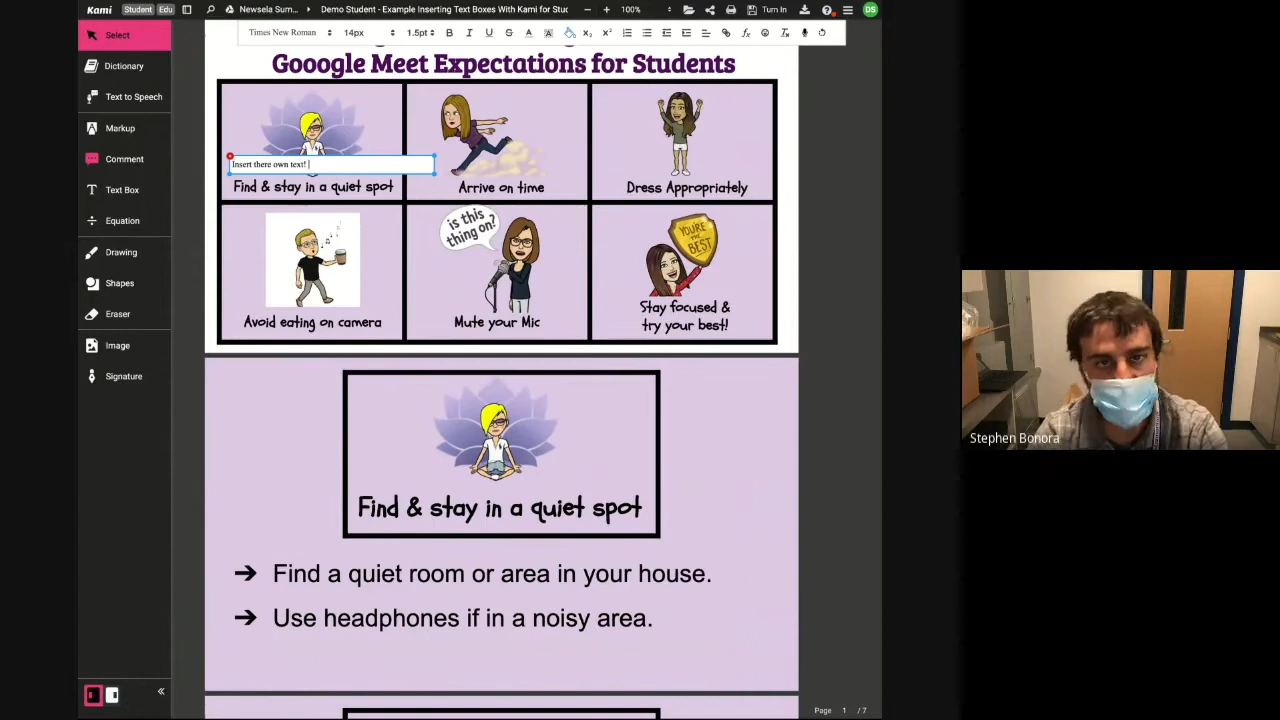 Kami Student Edu Newsela Sum... Demo Student - Example Inserting Text Boxes With Kami for Stuc 100% Turn In DS
Times New Roman 14px 1.5pt B I U S A A X₂ X² fx
Select
Dictionary
Text to Speech
Markup
Comment
Text Box
Equation
Drawing
Shapes
Eraser
Image
Signature
Gooogle Meet Expectations for Students
Insert there own text!
Find & stay in a quiet spot
Arrive on time
Dress Appropriately
Avoid eating on camera
is this
thing on?
Mute your Mic
YOU'RE
THE
BEST
Stay focused &
try your best!
Find & stay in a quiet spot
➔ Find a quiet room or area in your house.
➔ Use headphones if in a noisy area.
Stephen Bonora
Page 1 / 7